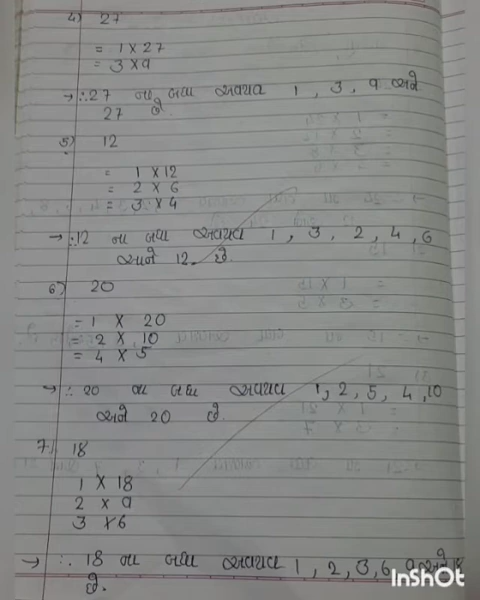 4) 27
= 1 x 27
= 3 x 9
→ ∴27 ના બધા અવયવ 1, 3, 9 અને
27 છે.
5) 12
= 1 x 12
= 2 x 6
= 3 x 4
→ ∴12 ના બધા અવયવ 1, 3, 2, 4, 6
અને 12. છે.
6) 20
= 1 x 20
= 2 x 10
= 4 x 5
→ ∴ 20 ના બધા અવયવ 1, 2, 5, 4, 10
અને 20 છે.
7) 18
1 x 18
2 x 9
3 x 6
→ ∴ 18 ના બધા અવયવ 1, 2, 3, 6, 9 અને 18
છે.
InShOt